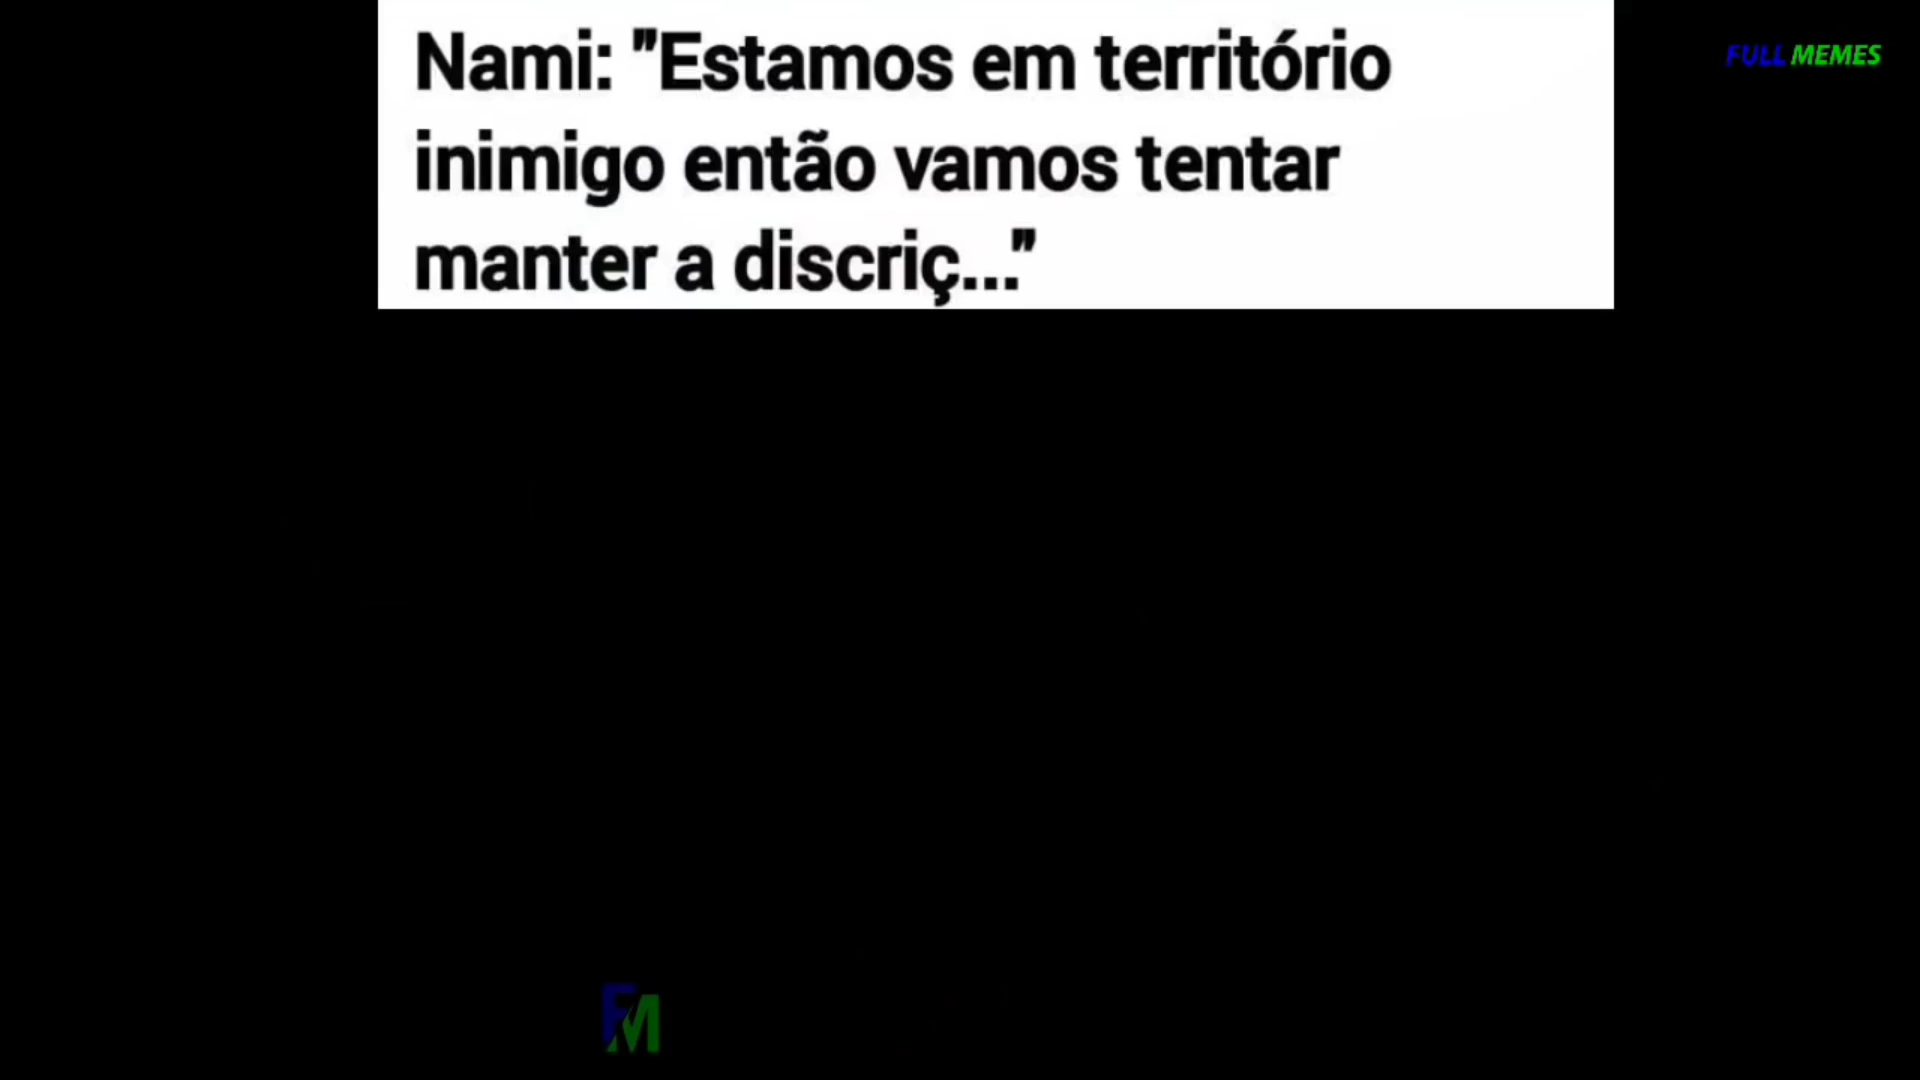 Nami: "Estamos em território
inimigo então vamos tentar
manter a discriç..."
FULL MEMES
FM